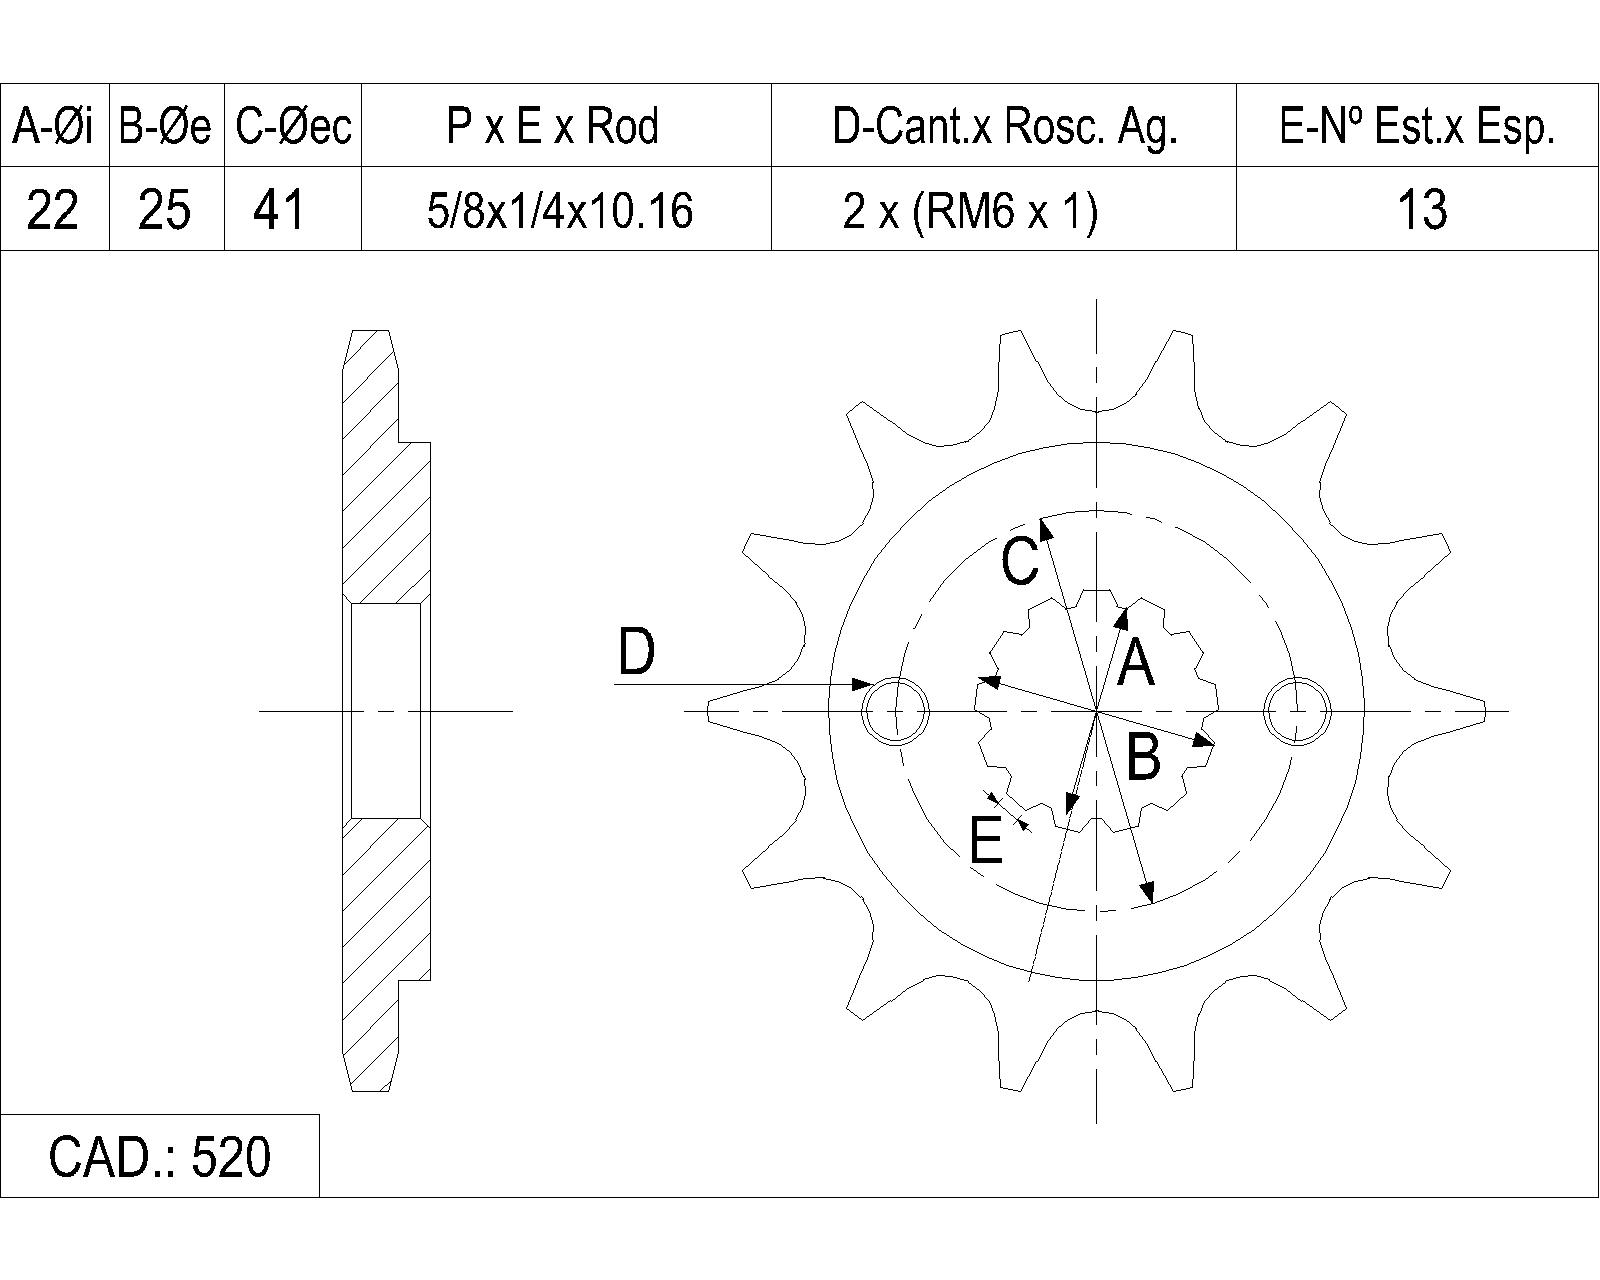 A-Øi B-Øe C-Øec P x E x Rod D-Cant.x Rosc. Ag. E-Nº Est.x Esp.
22 25 41 5/8x1/4x10.16 2 x (RM6 x 1) 13
C
D
A
B
E
CAD.: 520